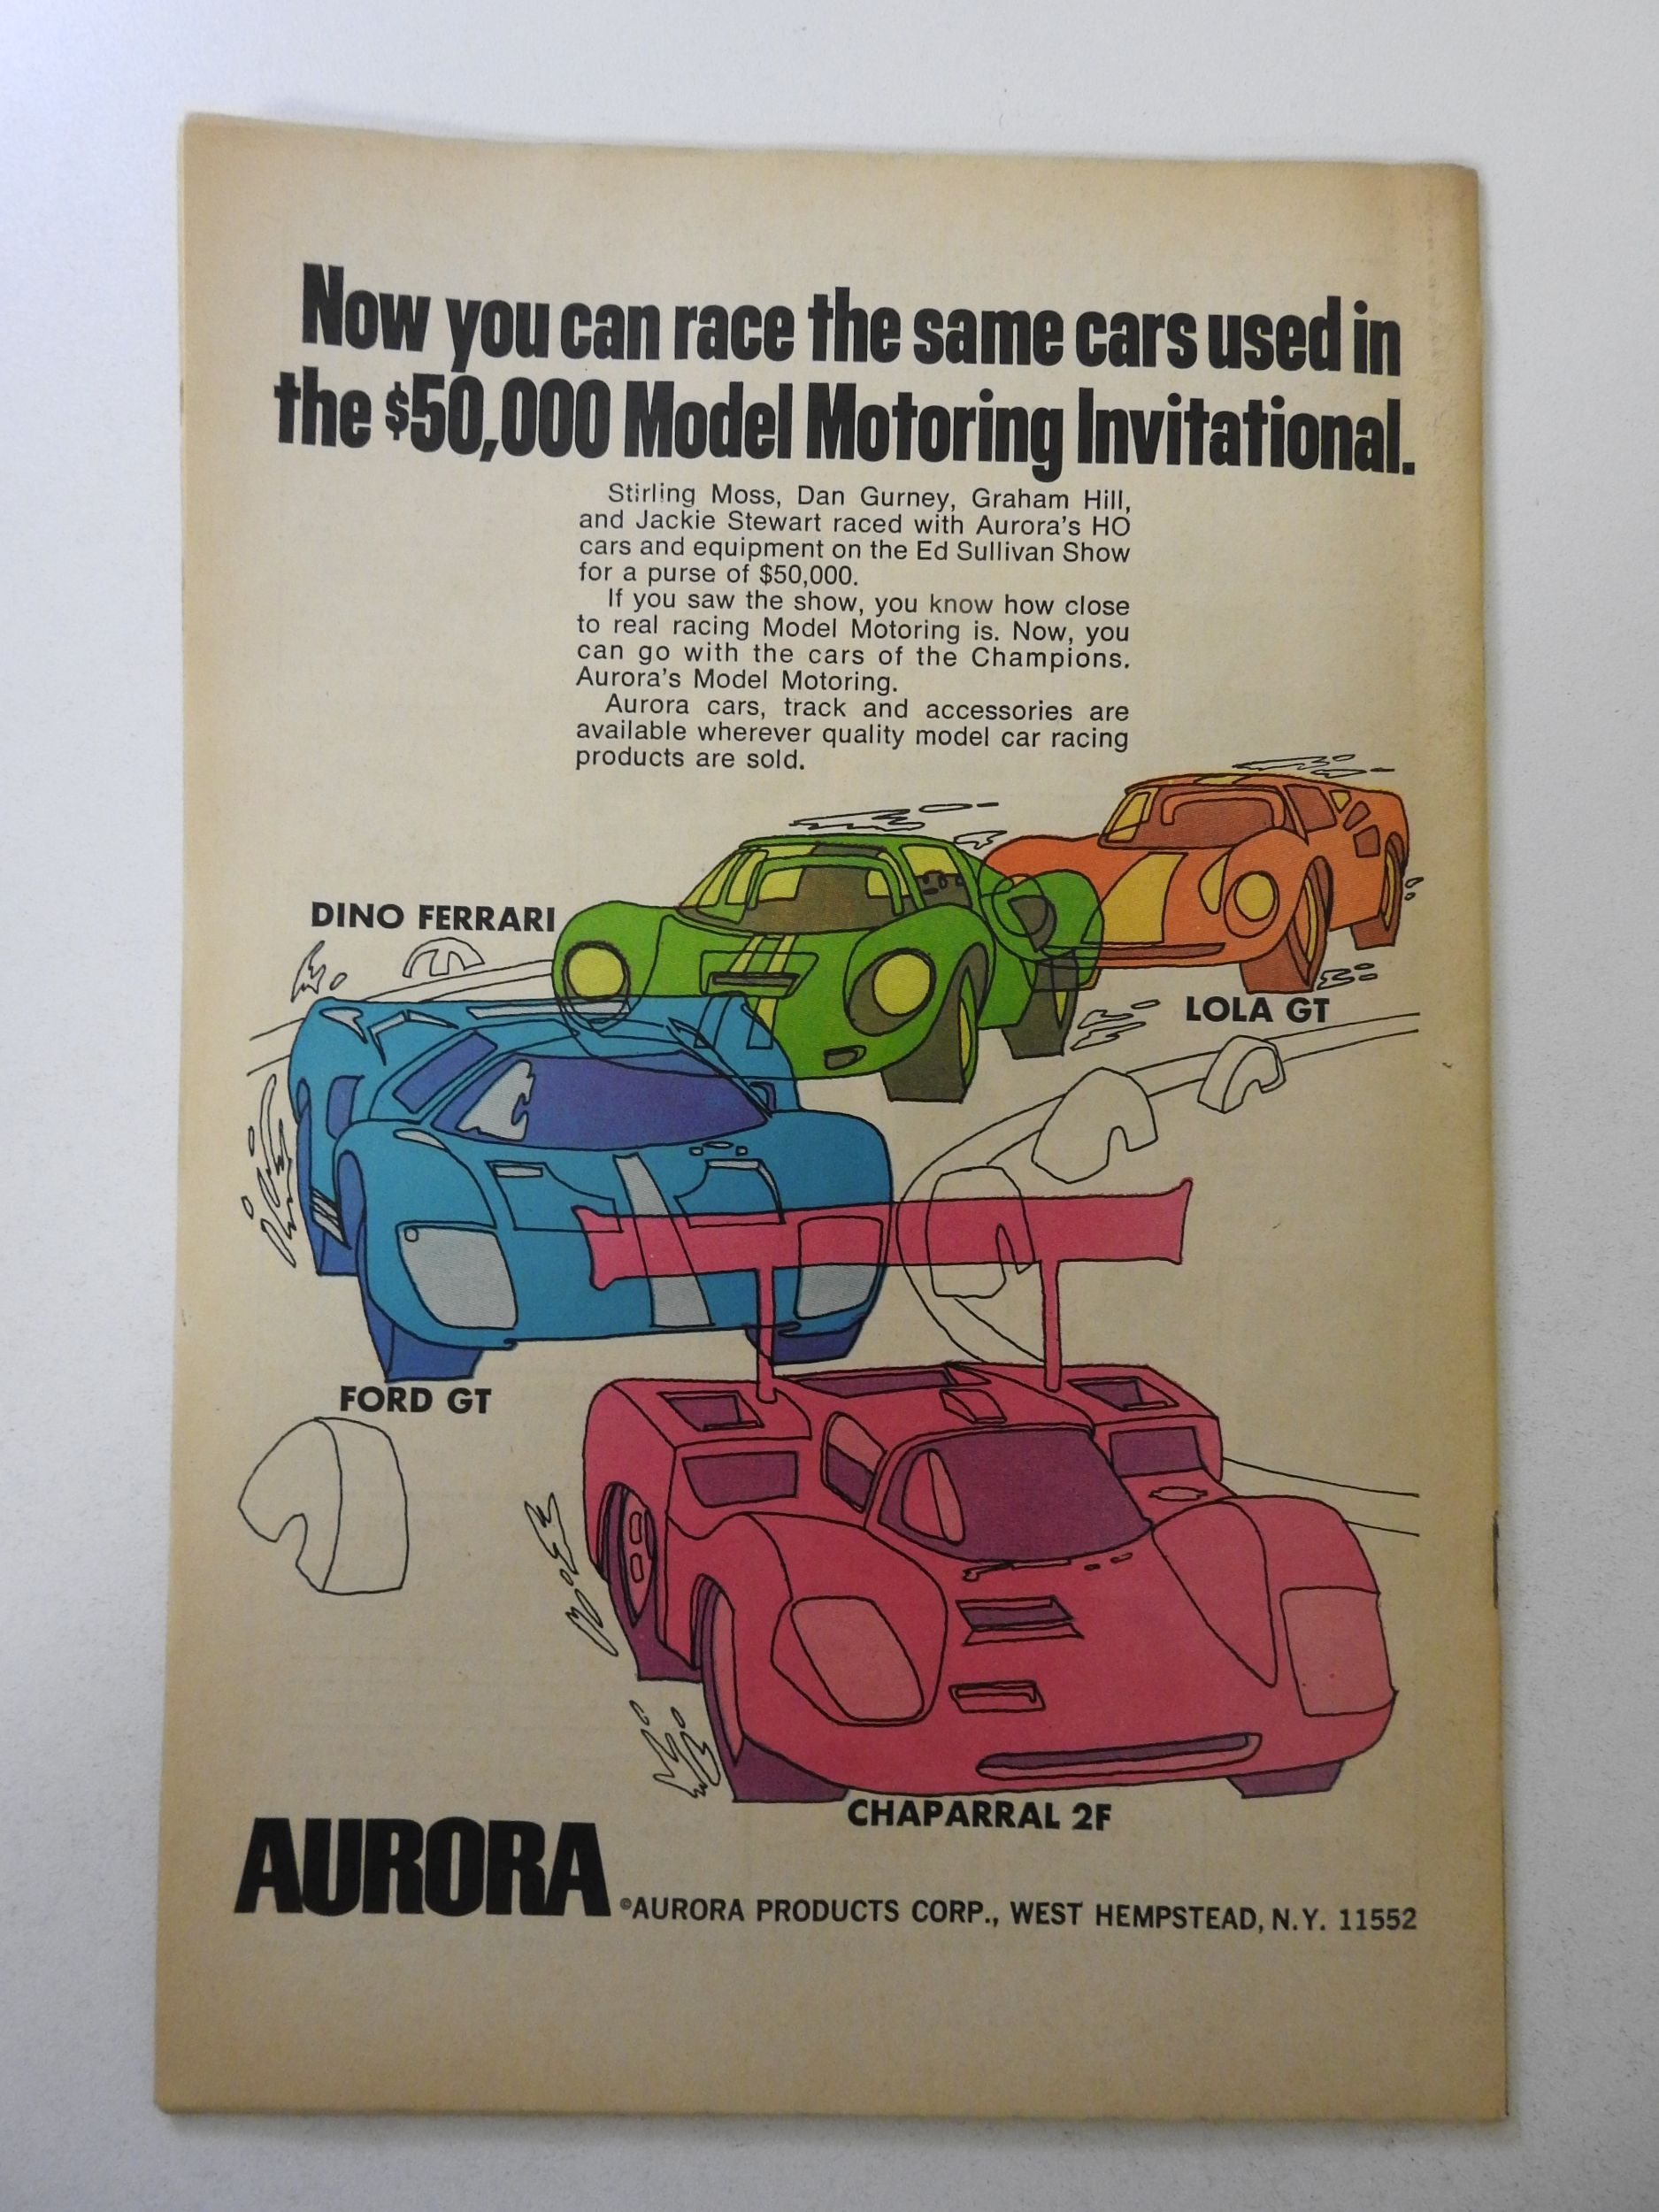 Now you can race the same cars used in
the $50,000 Model Motoring Invitational.
Stirling Moss, Dan Gurney, Graham Hill,
and Jackie Stewart raced with Aurora's HO
cars and equipment on the Ed Sullivan Show
for a purse of $50,000.
If you saw the show, you know how close
to real racing Model Motoring is. Now, you
can go with the cars of the Champions.
Aurora's Model Motoring.
Aurora cars, track and accessories are
available wherever quality model car racing
products are sold.
DINO FERRARI
LOLA GT
FORD GT
CHAPARRAL 2F
AURORA
©AURORA PRODUCTS CORP., WEST HEMPSTEAD, N.Y. 11552